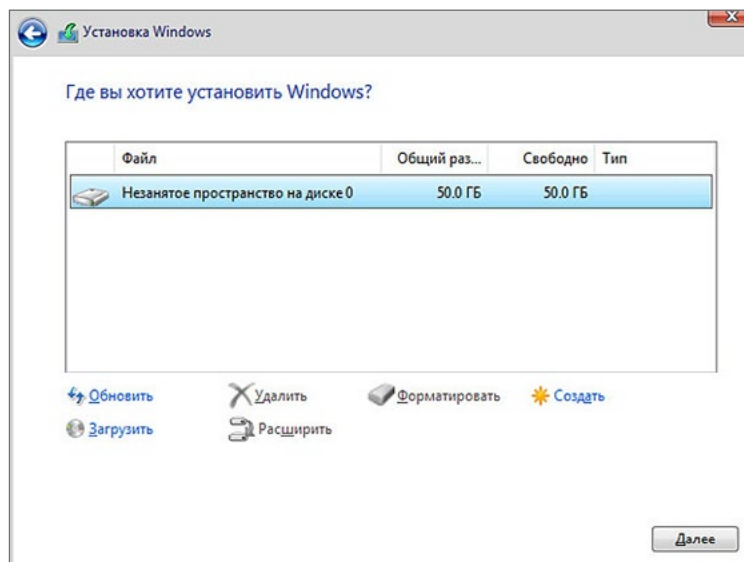 Установка Windows
Где вы хотите установить Windows?
Файл Общий раз... Свободно Тип
Незанятое пространство на диске 0 50.0 ГБ 50.0 ГБ
Обновить Удалить Форматировать Создать
Загрузить Расширить
Далее